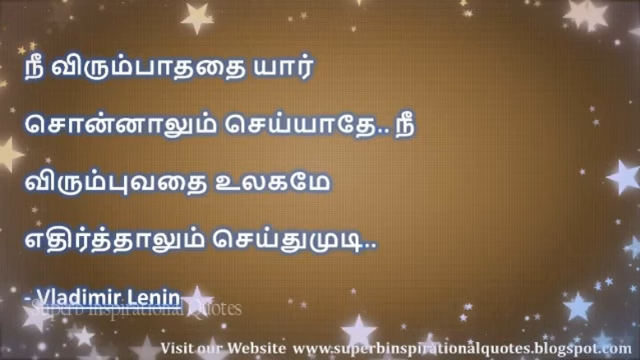 நீ விரும்பாததை யார்
சொன்னாலும் செய்யாதே.. நீ
விரும்புவதை உலகமே
எதிர்த்தாலும் செய்துமுடி..
- Vladimir Lenin
Superb Inspirational Quotes
Visit our Website www.superbinspirationalquotes.blogspot.com